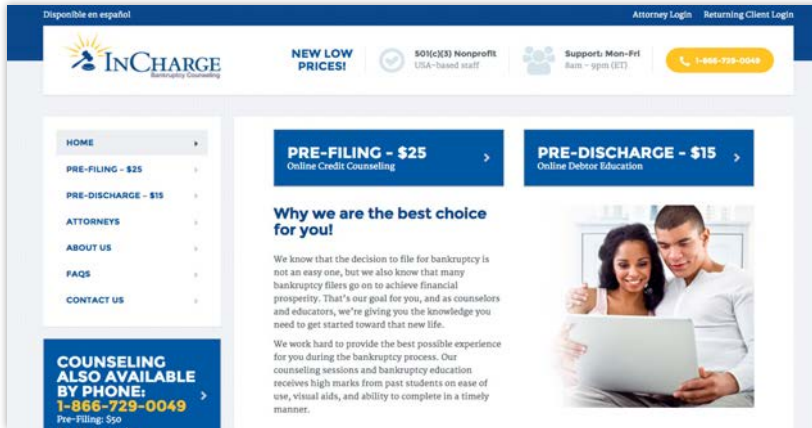 Disponible en español
Attorney Login Returning Client Login
INCHARGE
Bankruptcy Counseling
NEW LOW
PRICES!
501(c)(3) Nonprofit
USA-based staff
Support: Mon-Fri
8am - 9pm (ET)
1-866-729-0049
HOME
PRE-FILING - $25
PRE-DISCHARGE - $15
ATTORNEYS
ABOUT US
FAQS
CONTACT US
COUNSELING
ALSO AVAILABLE
BY PHONE:
1-866-729-0049
Pre-Filing: $50
PRE-FILING - $25
Online Credit Counseling
PRE-DISCHARGE - $15
Online Debtor Education
Why we are the best choice
for you!
We know that the decision to file for bankruptcy is
not an easy one, but we also know that many
bankruptcy filers go on to achieve financial
prosperity. That's our goal for you, and as counselors
and educators, we're giving you the knowledge you
need to get started toward that new life.
We work hard to provide the best possible experience
for you during the bankruptcy process. Our
counseling sessions and bankruptcy education
receives high marks from past students on ease of
use, visual aids, and ability to complete in a timely
manner.